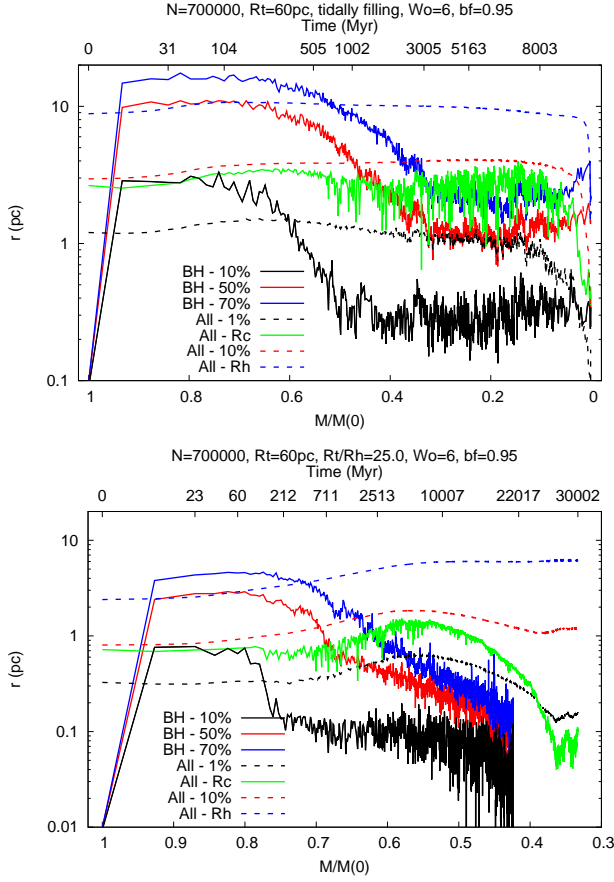 N=700000, Rt=60pc, tidally filling, Wo=6, bf=0.95
Time (Myr)
0 31 104 505 1002 3005 5163 8003
r (pc)
10
1
0.1
BH - 10%
BH - 50%
BH - 70%
All - 1%
All - Rc
All - 10%
All - Rh
1 0.8 0.6 0.4 0.2 0
M/M(0)
N=700000, Rt=60pc, Rt/Rh=25.0, Wo=6, bf=0.95
Time (Myr)
0 23 60 212 711 2513 10007 22017 30002
r (pc)
10
1
0.1
0.01
BH - 10%
BH - 50%
BH - 70%
All - 1%
All - Rc
All - 10%
All - Rh
1 0.9 0.8 0.7 0.6 0.5 0.4 0.3
M/M(0)